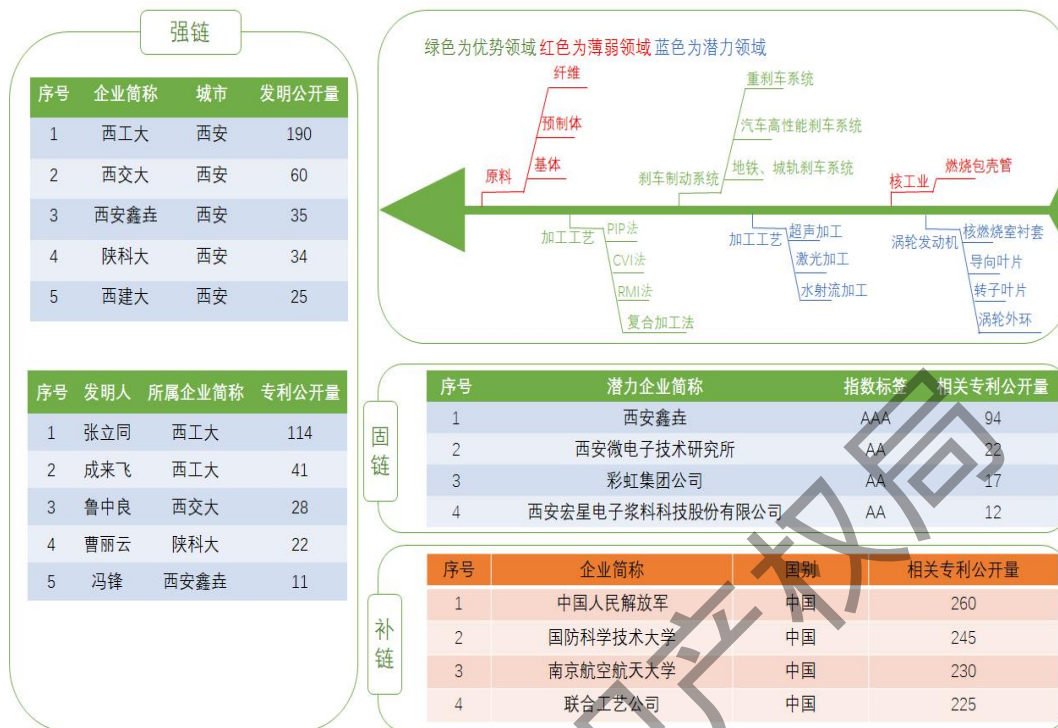 强链
序号 企业简称 城市 发明公开量
1 西工大 西安 190
2 西交大 西安 60
3 西安鑫垚 西安 35
4 陕科大 西安 34
5 西建大 西安 25
序号 发明人 所属企业简称 专利公开量
1 张立同 西工大 114
2 成来飞 西工大 41
3 鲁中良 西交大 28
4 曹丽云 陕科大 22
5 冯锋 西安鑫垚 11
绿色为优势领域 红色为薄弱领域 蓝色为潜力领域
纤维
预制体
基体
原料
重刹车系统
汽车高性能刹车系统
地铁、城轨刹车系统
刹车制动系统
燃烧包壳管
核工业
加工工艺
PIP法
CVI法
RMI法
复合加工法
加工工艺
超声加工
激光加工
水射流加工
涡轮发动机
核燃烧室衬套
导向叶片
转子叶片
涡轮外环
固链
序号 潜力企业简称 指数标签 相关专利公开量
1 西安鑫垚 AAA 94
2 西安微电子技术研究所 AA 22
3 彩虹集团公司 AA 17
4 西安宏星电子浆料科技股份有限公司 AA 12
补链
序号 企业简称 国别 相关专利公开量
1 中国人民解放军 中国 260
2 国防科学技术大学 中国 245
3 南京航空航天大学 中国 230
4 联合工艺公司 中国 225
产权局